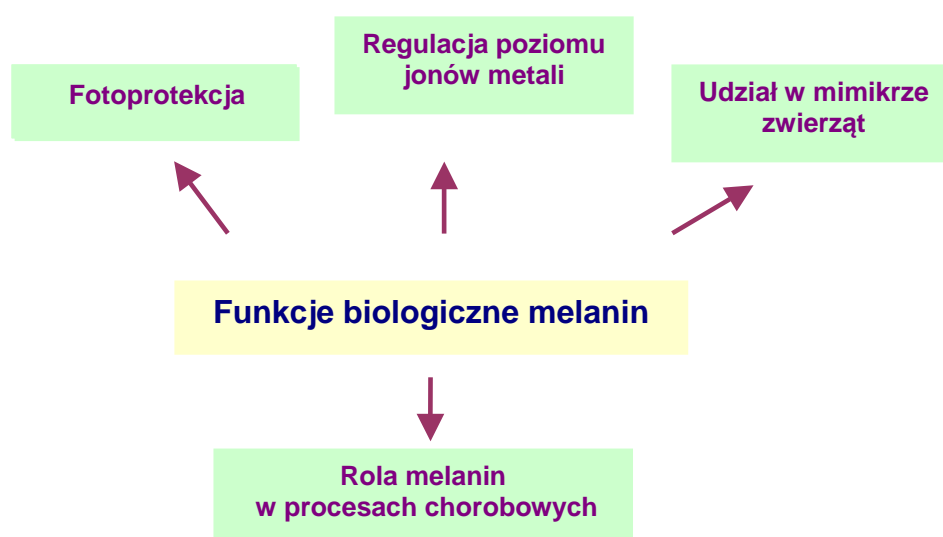 Regulacja poziomu
jonów metali
Fotoprotekcja
Udział w mimikrze
zwierząt
Funkcje biologiczne melanin
Rola melanin
w procesach chorobowych